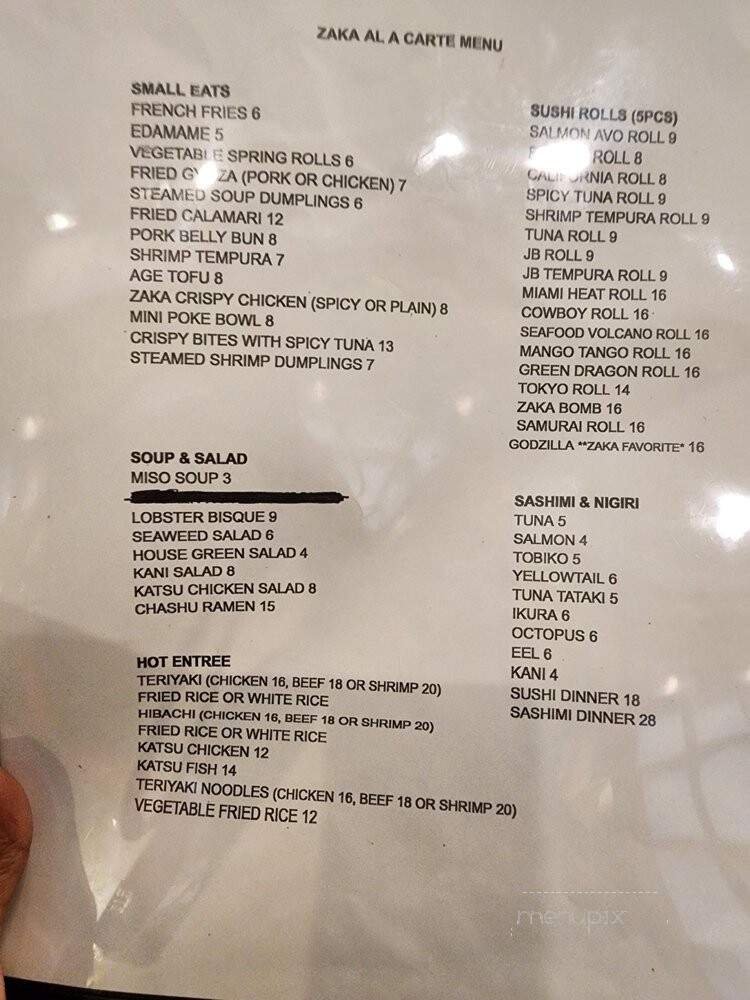 ZAKA AL A CARTE MENU
SMALL EATS
FRENCH FRIES 6
EDAMAME 5
VEGETABLE SPRING ROLLS 6
FRIED GYOZA (PORK OR CHICKEN) 7
STEAMED SOUP DUMPLINGS 6
FRIED CALAMARI 12
PORK BELLY BUN 8
SHRIMP TEMPURA 7
AGE TOFU 8
ZAKA CRISPY CHICKEN (SPICY OR PLAIN) 8
MINI POKE BOWL 8
CRISPY BITES WITH SPICY TUNA 13
STEAMED SHRIMP DUMPLINGS 7
SOUP & SALAD
MISO SOUP 3
LOBSTER BISQUE 9
SEAWEED SALAD 6
HOUSE GREEN SALAD 4
KANI SALAD 8
KATSU CHICKEN SALAD 8
CHASHU RAMEN 15
HOT ENTREE
TERIYAKI (CHICKEN 16, BEEF 18 OR SHRIMP 20)
FRIED RICE OR WHITE RICE
HIBACHI (CHICKEN 16, BEEF 18 OR SHRIMP 20)
FRIED RICE OR WHITE RICE
KATSU CHICKEN 12
KATSU FISH 14
TERIYAKI NOODLES (CHICKEN 16, BEEF 18 OR SHRIMP 20)
VEGETABLE FRIED RICE 12
SUSHI ROLLS (5PCS)
SALMON AVO ROLL 9
ROLL 8
CALIFORNIA ROLL 8
SPICY TUNA ROLL 9
SHRIMP TEMPURA ROLL 9
TUNA ROLL 9
JB ROLL 9
JB TEMPURA ROLL 9
MIAMI HEAT ROLL 16
COWBOY ROLL 16
SEAFOOD VOLCANO ROLL 16
MANGO TANGO ROLL 16
GREEN DRAGON ROLL 16
TOKYO ROLL 14
ZAKA BOMB 16
SAMURAI ROLL 16
GODZILLA **ZAKA FAVORITE* 16
SASHIMI & NIGIRI
TUNA 5
SALMON 4
TOBIKO 5
YELLOWTAIL 6
TUNA TATAKI 5
IKURA 6
OCTOPUS 6
EEL 6
KANI 4
SUSHI DINNER 18
SASHIMI DINNER 28
menupix